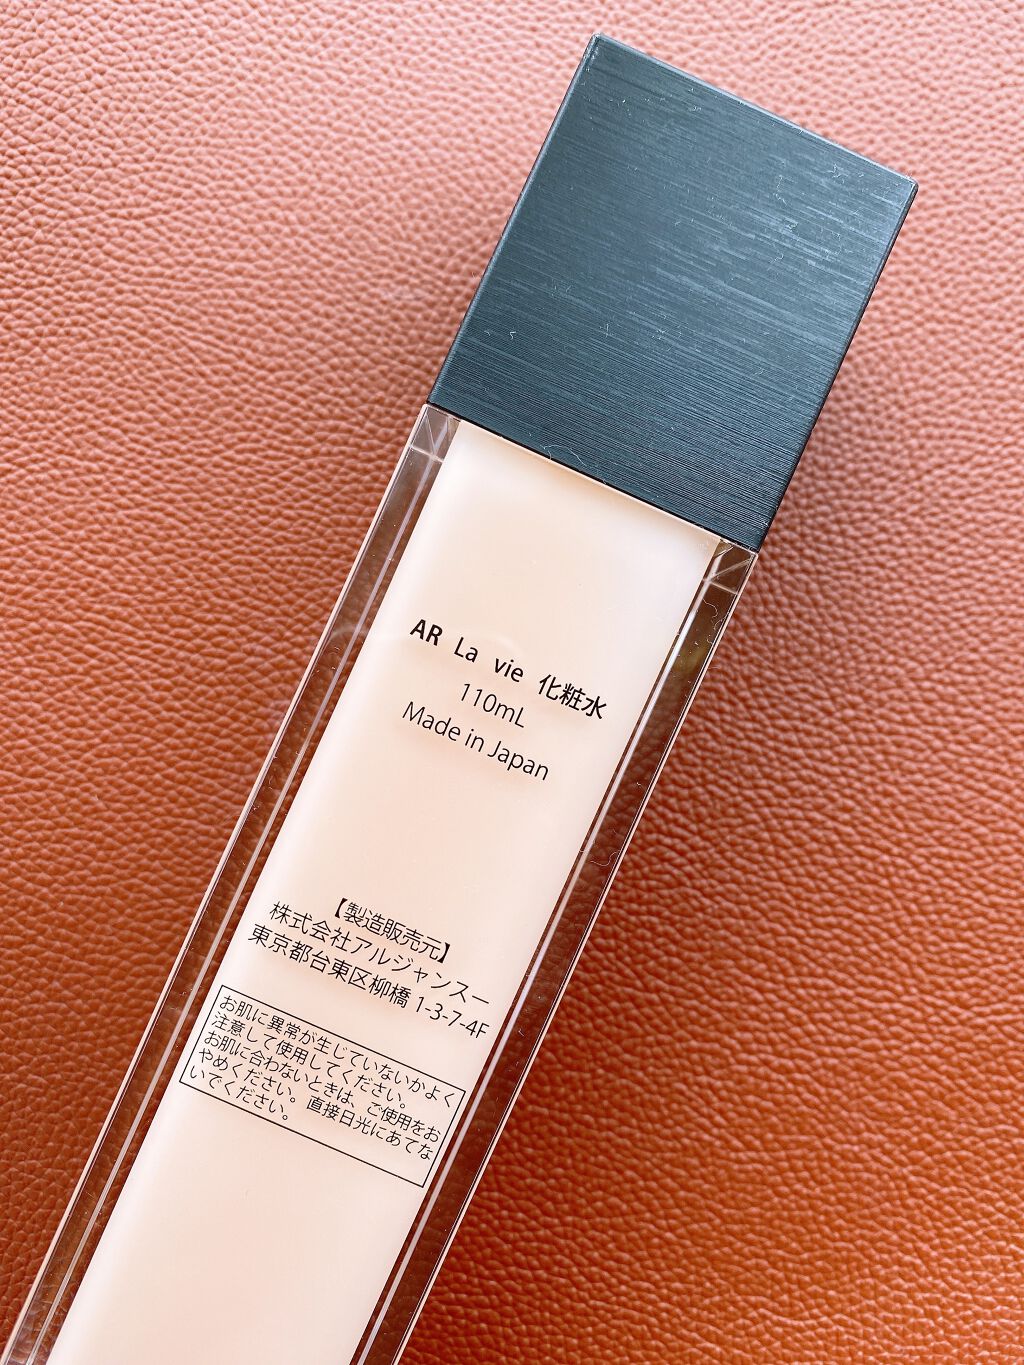 AR La vie 化粧水
110mL
Made in Japan
【製造販売元】
株式会社アルジャンスー
東京都台東区柳橋 1-3-7-4F
お肌に異常が生じていないかよく
注意して使用してください。
お肌に合わないときは、ご使用をお
やめください。直接日光にあてな
いでください。